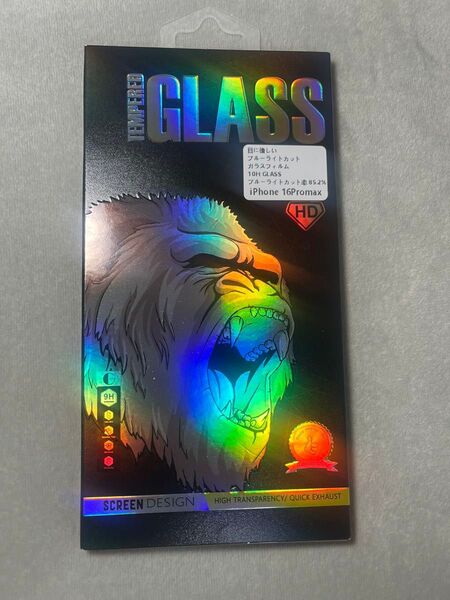 TEMPERED
GLASS
目に優しい
ブルーライトカット
ガラスフィルム
10H GLASS
ブルーライトカット率85.2%
iPhone 16Promax
HD
9H
SCREEN DESIGN
HIGH TRANSPARENCY/ QUICK EXHAUST